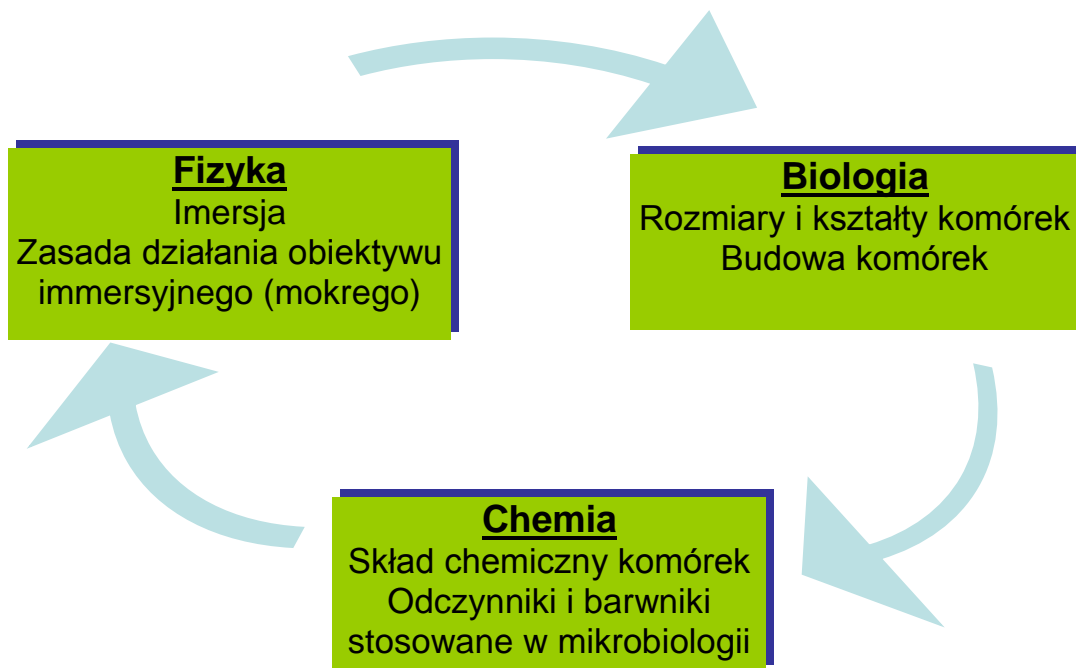 Fizyka
Imersja
Zasada działania obiektywu
immersyjnego (mokrego)
Biologia
Rozmiary i kształty komórek
Budowa komórek
Chemia
Skład chemiczny komórek
Odczynniki i barwniki
stosowane w mikrobiologii